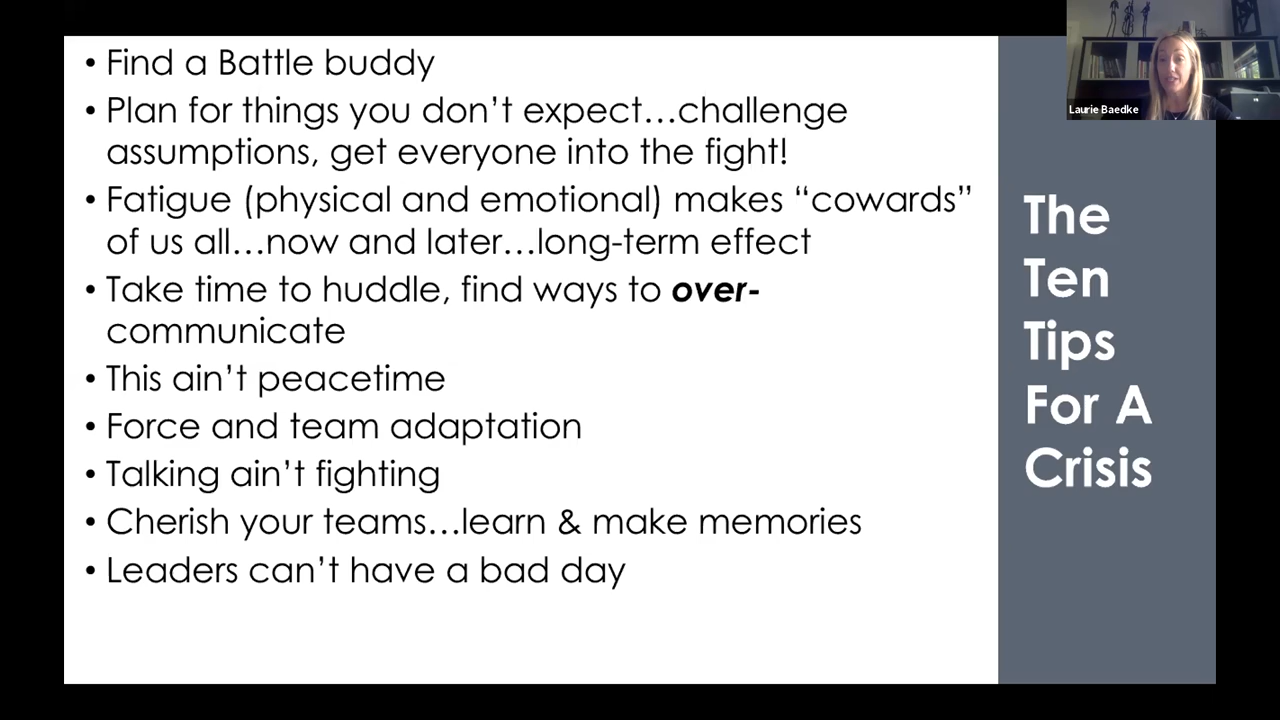 • Find a Battle buddy
• Plan for things you don’t expect…challenge
assumptions, get everyone into the fight!
• Fatigue (physical and emotional) makes “cowards”
of us all…now and later…long-term effect
• Take time to huddle, find ways to over-
communicate
• This ain’t peacetime
• Force and team adaptation
• Talking ain’t fighting
• Cherish your teams…learn & make memories
• Leaders can’t have a bad day
The
Ten
Tips
For A
Crisis
Laurie Baedke